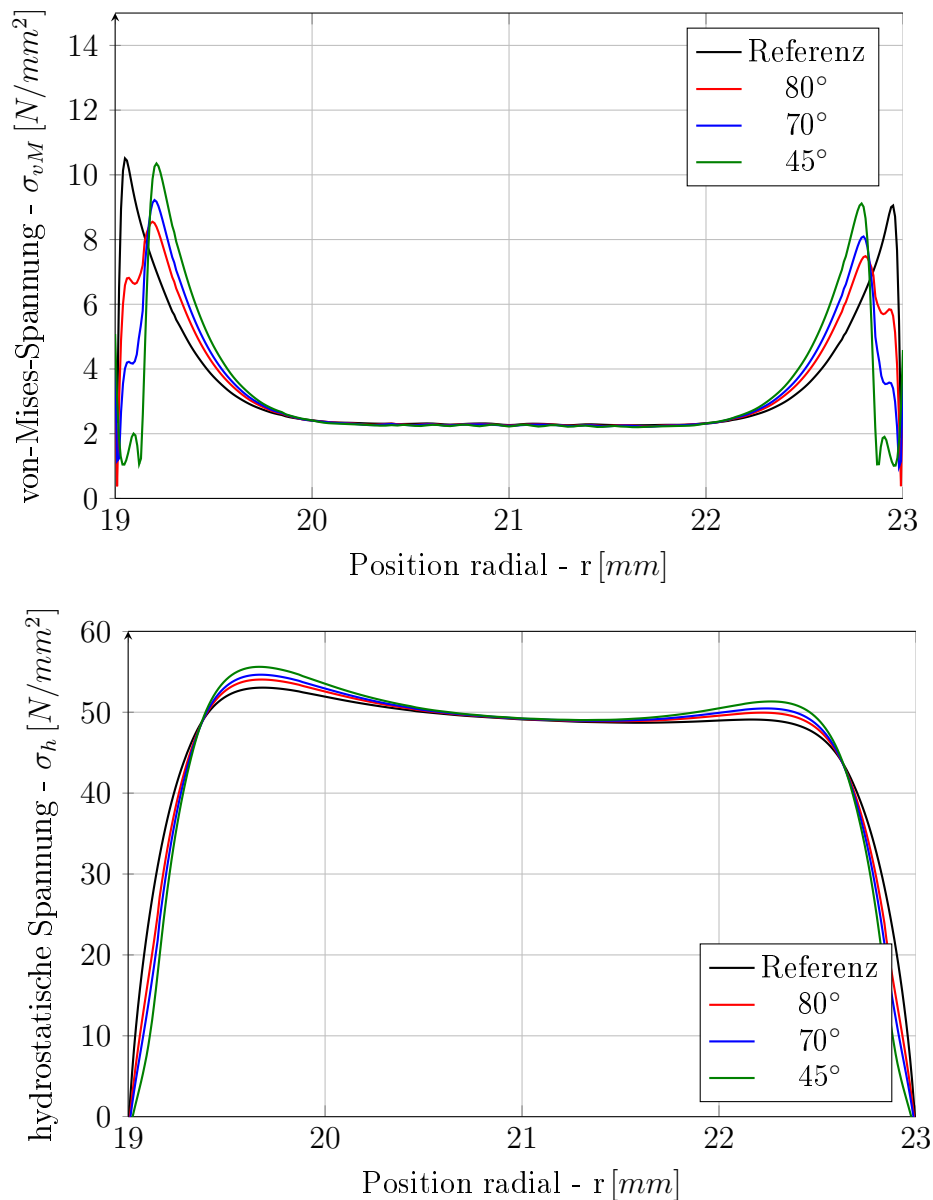 von-Mises-Spannung - σ_vM [N/mm²]
14
12
10
8
6
4
2
0
Referenz
80°
70°
45°
19 20 21 22 23
Position radial - r [mm]
hydrostatische Spannung - σ_h [N/mm²]
60
50
40
30
20
10
0
Referenz
80°
70°
45°
19 20 21 22 23
Position radial - r [mm]